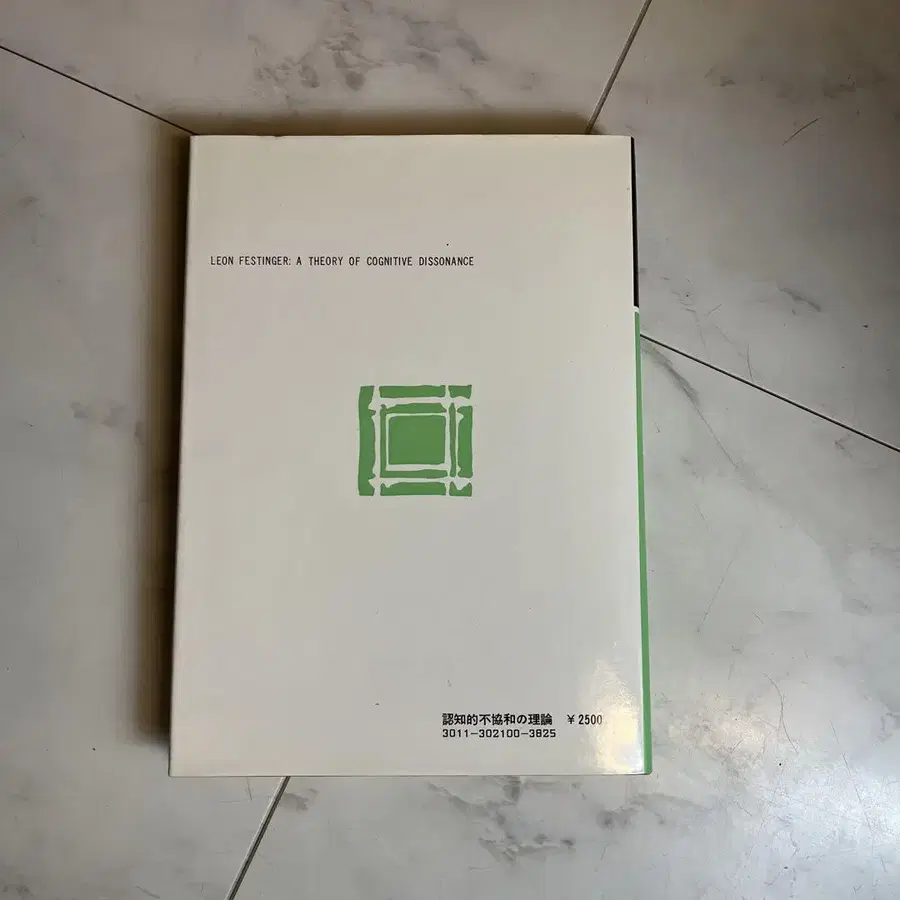 LEON FESTINGER: A THEORY OF COGNITIVE DISSONANCE
認知的不協和の理論 ￥2500
3011-302100-3825